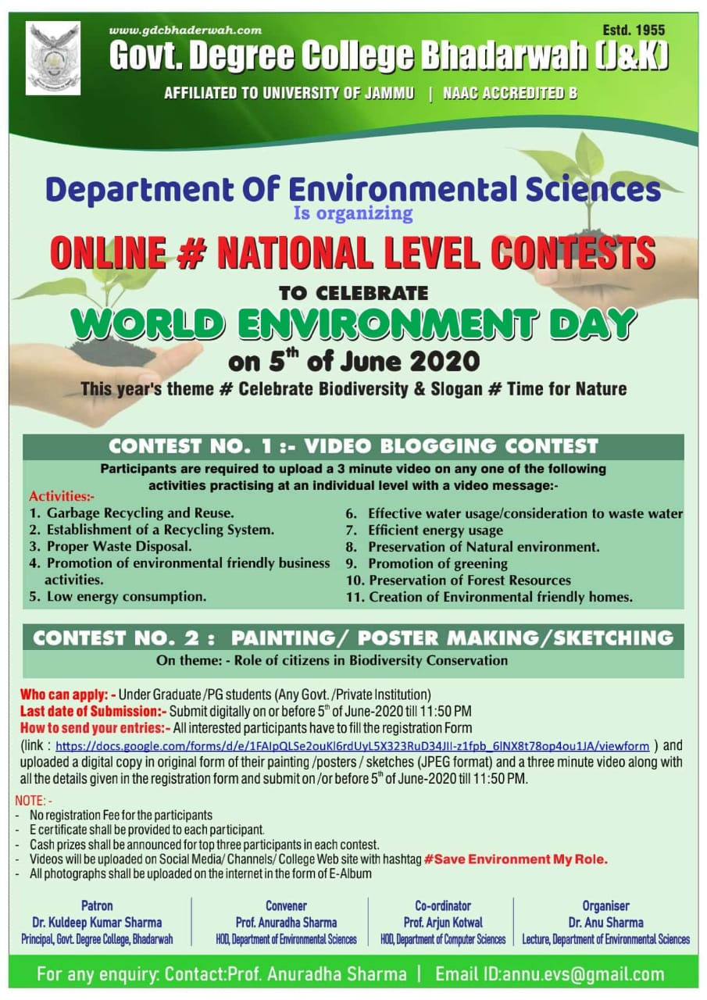 www.gdcbhaderwah.com
Estd. 1955
Govt. Degree College Bhadarwah (J&K)
AFFILIATED TO UNIVERSITY OF JAMMU | NAAC ACCREDITED B
Department Of Environmental Sciences
Is organizing
ONLINE # NATIONAL LEVEL CONTESTS
TO CELEBRATE
WORLD ENVIRONMENT DAY
on 5th of June 2020
This year's theme # Celebrate Biodiversity & Slogan # Time for Nature
CONTEST NO. 1 :- VIDEO BLOGGING CONTEST
Participants are required to upload a 3 minute video on any one of the following
activities practising at an individual level with a video message:-
Activities:-
1. Garbage Recycling and Reuse.
2. Establishment of a Recycling System.
3. Proper Waste Disposal.
4. Promotion of environmental friendly business
activities.
5. Low energy consumption.
6. Effective water usage/consideration to waste water
7. Efficient energy usage
8. Preservation of Natural environment.
9. Promotion of greening
10. Preservation of Forest Resources
11. Creation of Environmental friendly homes.
CONTEST NO. 2 : PAINTING/ POSTER MAKING/SKETCHING
On theme: - Role of citizens in Biodiversity Conservation
Who can apply: - Under Graduate /PG students (Any Govt. /Private Institution)
Last date of Submission:- Submit digitally on or before 5th of June-2020 till 11:50 PM
How to send your entries:- All interested participants have to fill the registration Form
(link : https://docs.google.com/forms/d/e/1FAIpQLSe2ouKl6rdUyL5X323RuD34JIl-z1fpb_6lNX8t78op4ou1JA/viewform ) and
uploaded a digital copy in original form of their painting /posters / sketches (JPEG format) and a three minute video along with
all the details given in the registration form and submit on /or before 5th of June-2020 till 11:50 PM.
NOTE: -
- No registration Fee for the participants
- E certificate shall be provided to each participant.
- Cash prizes shall be announced for top three participants in each contest.
- Videos will be uploaded on Social Media/ Channels/ College Web site with hashtag #Save Environment My Role.
- All photographs shall be uploaded on the internet in the form of E-Album
Patron
Dr. Kuldeep Kumar Sharma
Principal, Govt. Degree College, Bhadarwah
Convener
Prof. Anuradha Sharma
HOD, Department of Environmental Sciences
Co-ordinator
Prof. Arjun Kotwal
HOD, Department of Computer Sciences
Organiser
Dr. Anu Sharma
Lecture, Department of Environmental Sciences
For any enquiry: Contact:Prof. Anuradha Sharma | Email ID:annu.evs@gmail.com